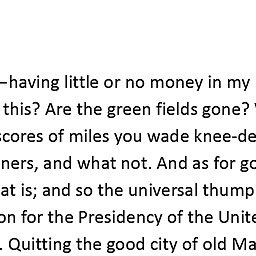 –having little or no money in my
this? Are the green fields gone?
scores of miles you wade knee-de
ners, and what not. And as for go
at is; and so the universal thump
on for the Presidency of the Unite
. Quitting the good city of old Ma